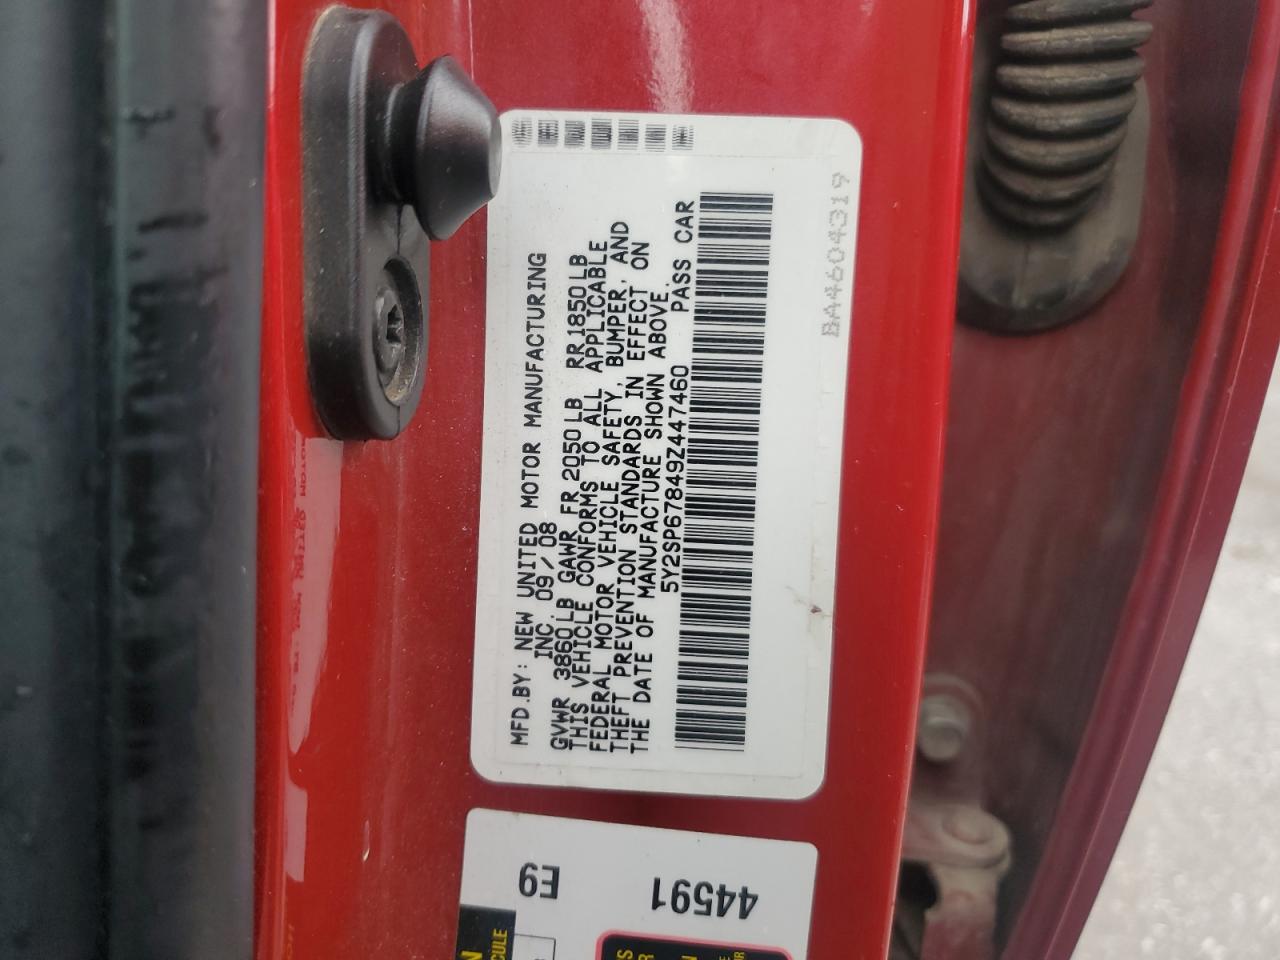 MFD.BY: NEW UNITED MOTOR MANUFACTURING
INC. 09/08
GVWR 3860LB GAWR FR 2050LB RR 1850LB
THIS VEHICLE CONFORMS TO ALL APPLICABLE
FEDERAL MOTOR VEHICLE SAFETY, BUMPER, AND
THEFT PREVENTION STANDARDS IN EFFECT ON
THE DATE OF MANUFACTURE SHOWN ABOVE.
5Y2SP67849Z447460 PASS CAR
BA4604319
E9
44591